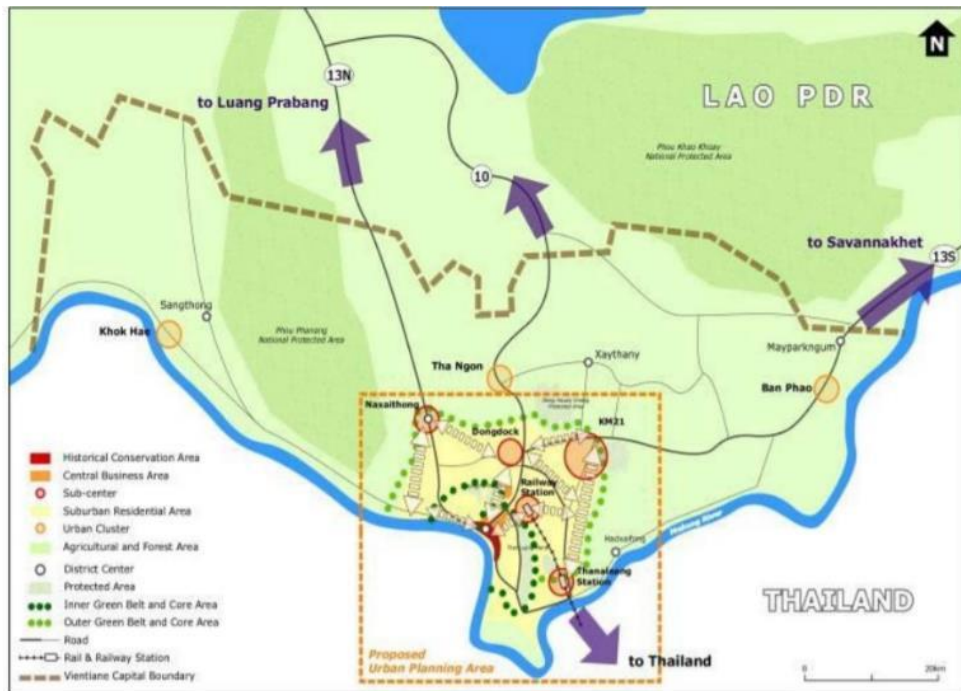 N
13N
LAO PDR
to Luang Prabang
Phou Khao Khoay
National Protected Area
10
to Savannakhet
13S
Sangthong
Khok Hae
Phou Phanang
National Protected Area
Mayparkngum
Xaythany
Tha Ngon
Ban Phao
Nasaithong
KM21
Dongdock
Railway
Station
Mekong River
Hadxaifong
Thanaleang
Station
THAILAND
to Thailand
Proposed
Urban Planning Area
0
20km
Historical Conservation Area
Central Business Area
Sub-center
Suburban Residential Area
Urban Cluster
Agricultural and Forest Area
District Center
Protected Area
Inner Green Belt and Core Area
Outer Green Belt and Core Area
Road
Rail & Railway Station
Vientiane Capital Boundary